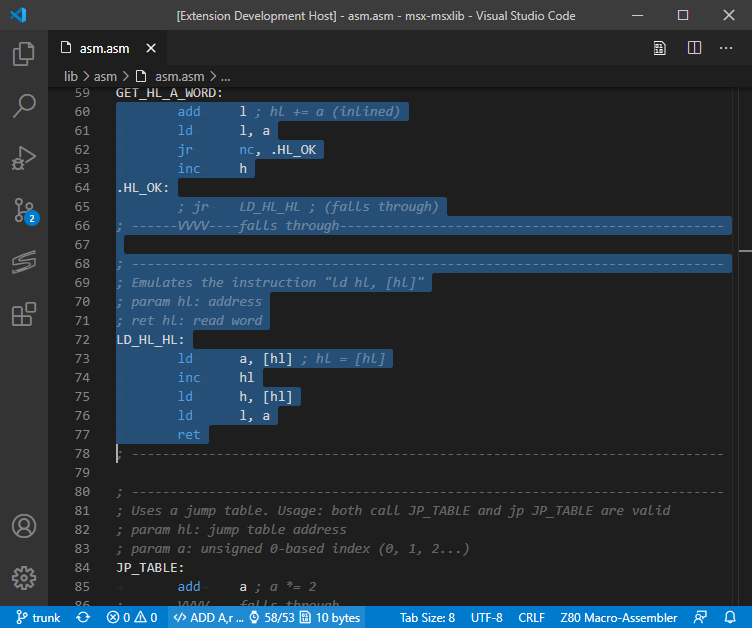 [Extension Development Host] - asm.asm - msx-msxlib - Visual Studio Code
asm.asm
lib > asm > asm.asm > ...
59 GET_HL_A_WORD:
60 add l ; hl += a (inlined)
61 ld l, a
62 jr nc, .HL_OK
63 inc h
64 .HL_OK:
65 ; jr LD_HL_HL ; (falls through)
66 ; ------VVVV----falls through--------------------------------------------------
67
68 ; -----------------------------------------------------------------------------
69 ; Emulates the instruction "ld hl, [hl]"
70 ; param hl: address
71 ; ret hl: read word
72 LD_HL_HL:
73 ld a, [hl] ; hl = [hl]
74 inc hl
75 ld h, [hl]
76 ld l, a
77 ret
78 ; -----------------------------------------------------------------------------
79
80 ; -----------------------------------------------------------------------------
81 ; Uses a jump table. Usage: both call JP_TABLE and jp JP_TABLE are valid
82 ; param hl: jump table address
83 ; param a: unsigned 0-based index (0, 1, 2...)
84 JP_TABLE:
85 add a ; a *= 2
86 ; ------VVVV----falls through--------------------------------------------------
2
trunk 0 0 ADD A,r ... 58/53 10 bytes Tab Size: 8 UTF-8 CRLF Z80 Macro-Assembler